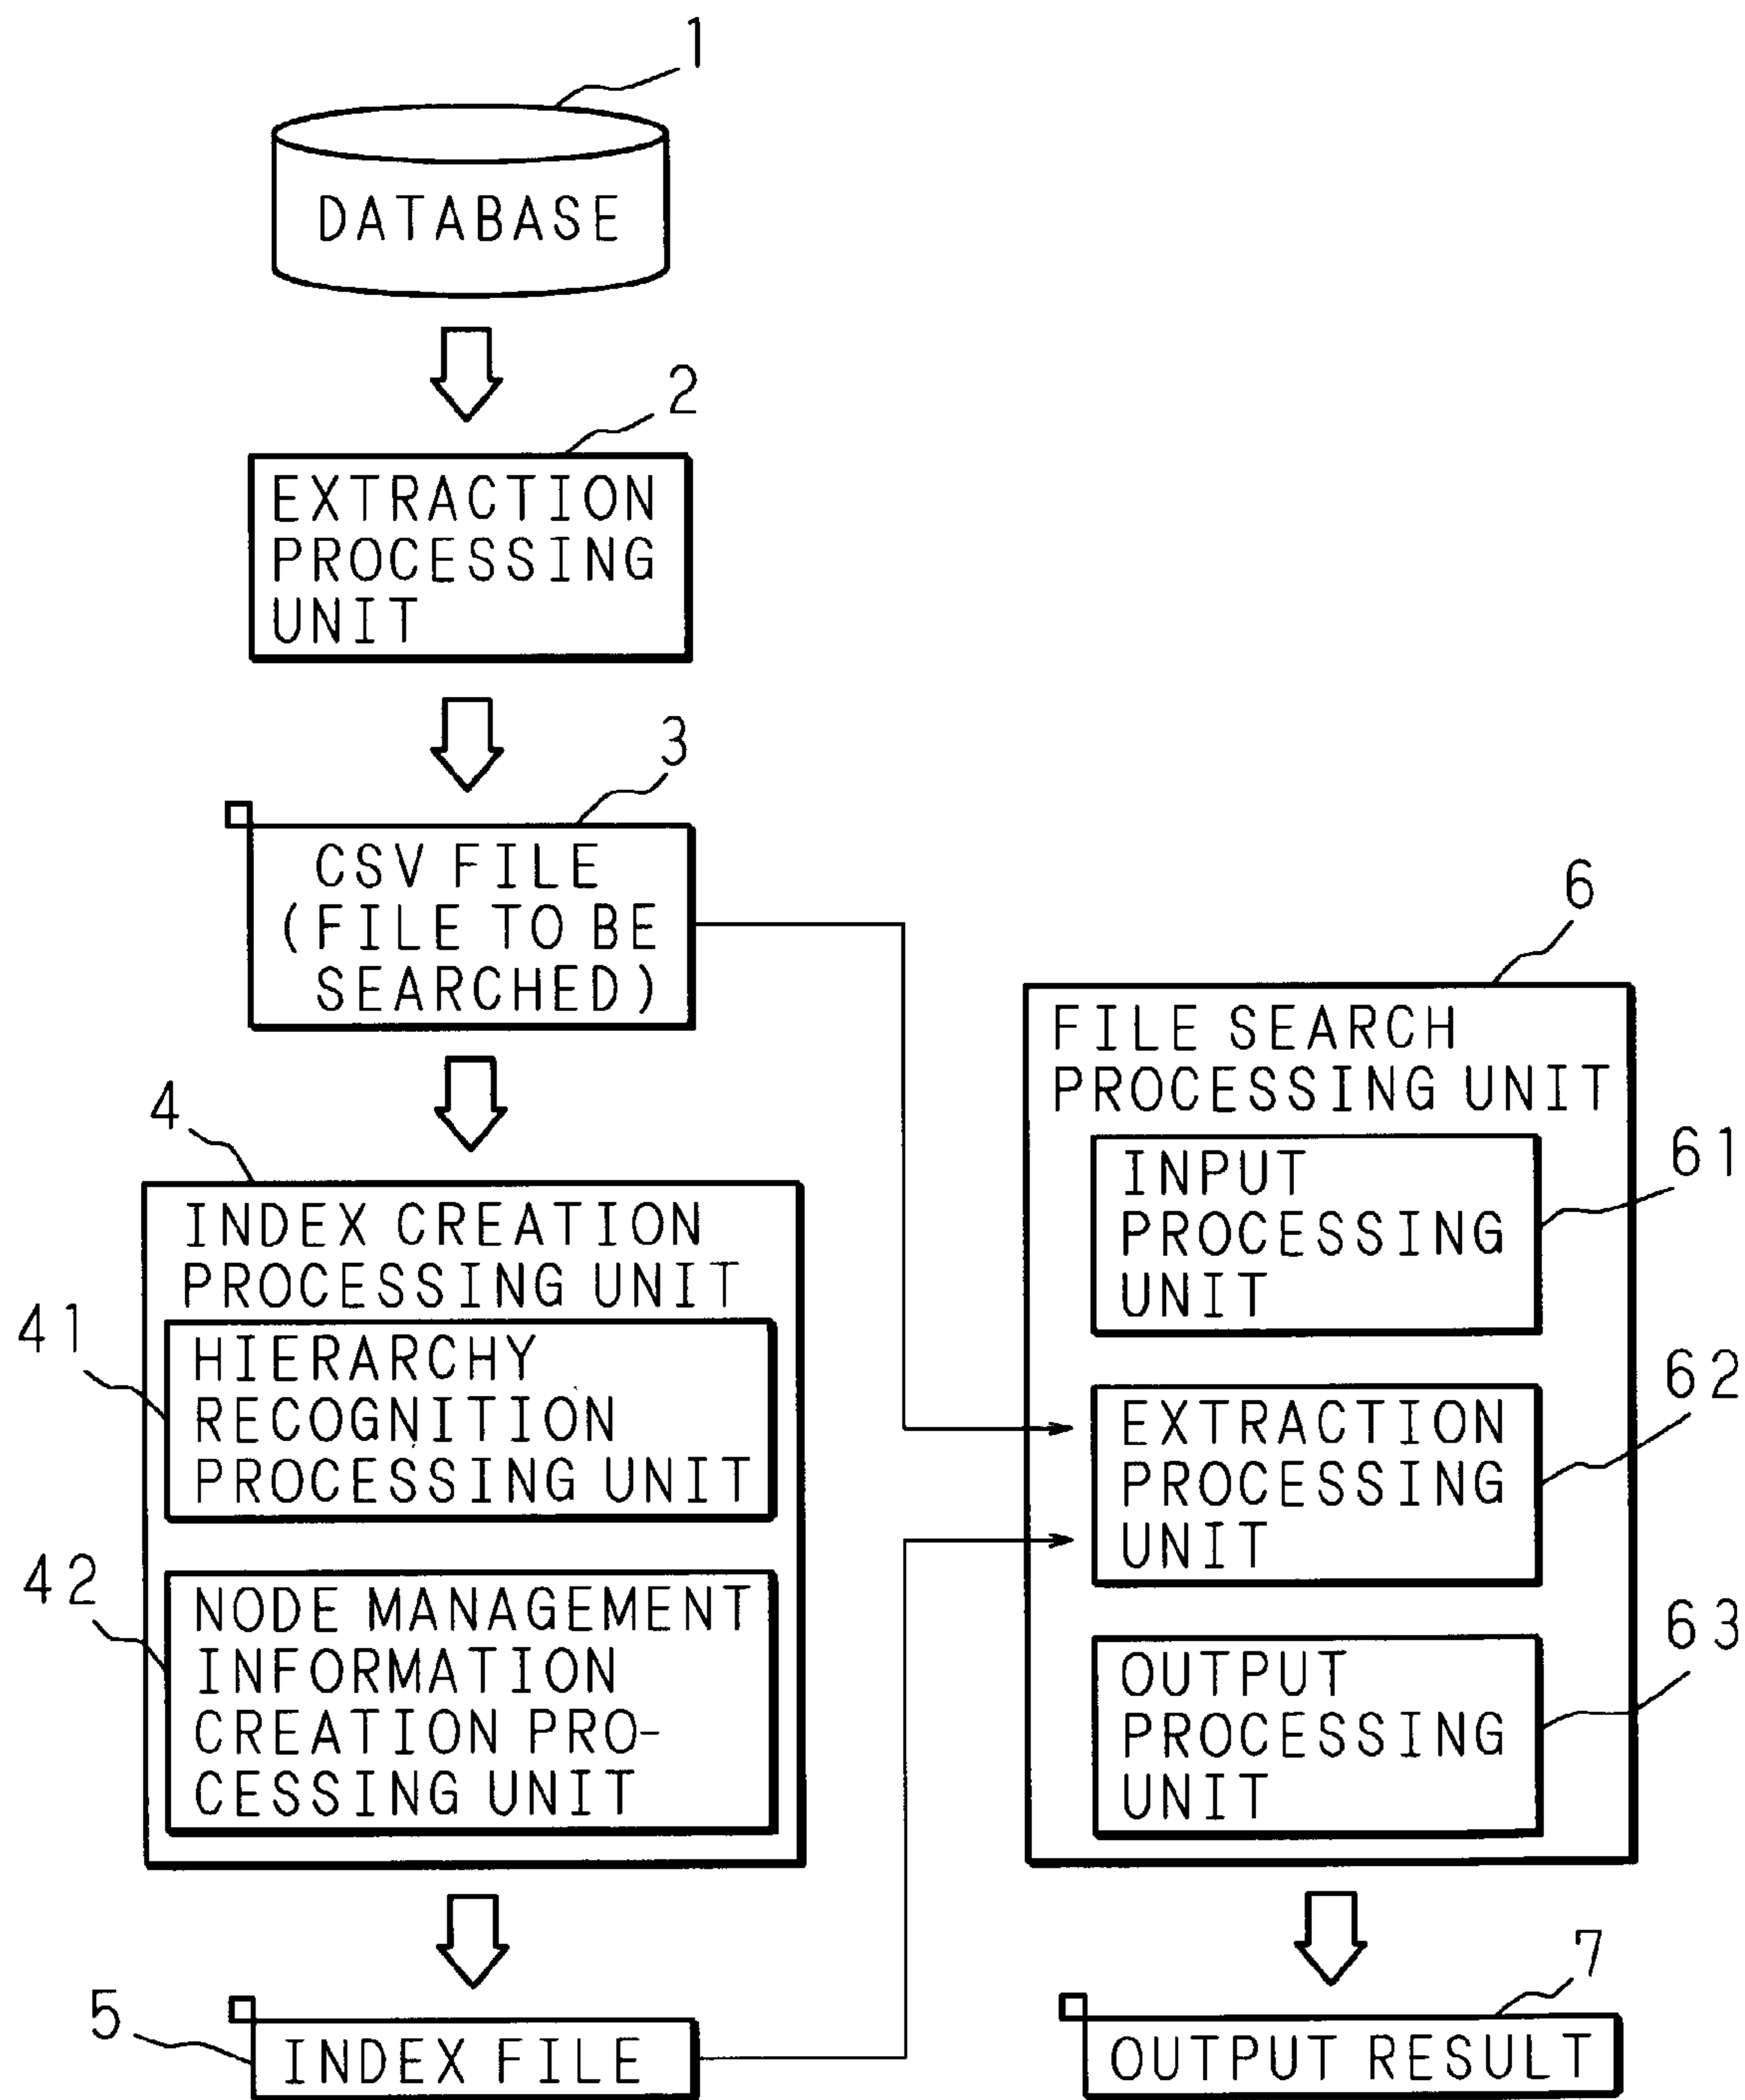 1
DATABASE
2
EXTRACTION
PROCESSING
UNIT
3
CSV FILE
(FILE TO BE
SEARCHED)
4
INDEX CREATION
PROCESSING UNIT
41
HIERARCHY
RECOGNITION
PROCESSING UNIT
42
NODE MANAGEMENT
INFORMATION
CREATION PRO-
CESSING UNIT
5
INDEX FILE
6
FILE SEARCH
PROCESSING UNIT
61
INPUT
PROCESSING
UNIT
62
EXTRACTION
PROCESSING
UNIT
63
OUTPUT
PROCESSING
UNIT
7
OUTPUT RESULT